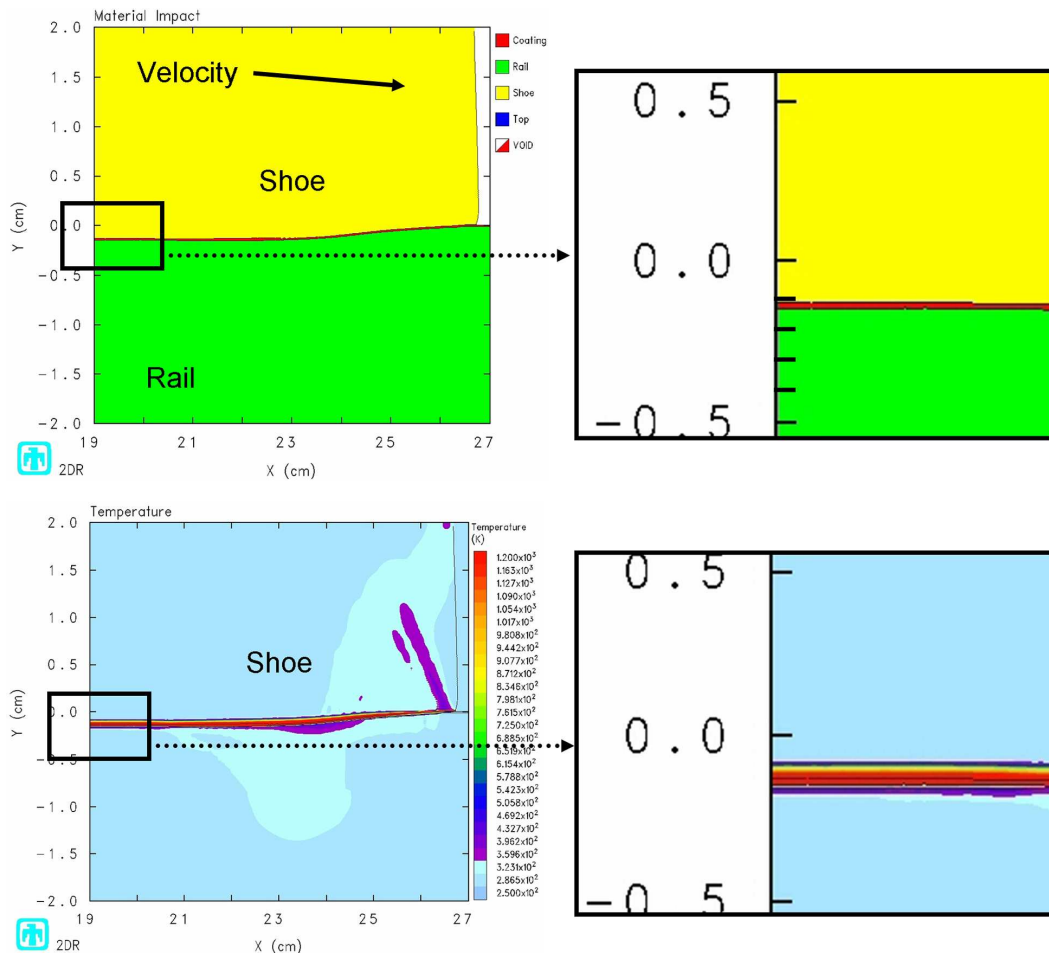 Material Impact
2.0
1.5
1.0
0.5
0.0
-0.5
-1.0
-1.5
-2.0
Y (cm)
19 21 23 25 27
X (cm)
2DR
Velocity
Shoe
Rail
Coating
Rail
Shoe
Top
VOID
0.5
0.0
-0.5
Temperature
2.0
1.5
1.0
0.5
0.0
-0.5
-1.0
-1.5
-2.0
Y (cm)
19 21 23 25 27
X (cm)
2DR
Shoe
Temperature
(K)
1.200x10³
1.163x10³
1.127x10³
1.090x10³
1.054x10³
1.017x10³
9.808x10²
9.442x10²
9.077x10²
8.712x10²
8.346x10²
7.981x10²
7.615x10²
7.250x10²
6.885x10²
6.519x10²
6.154x10²
5.788x10²
5.423x10²
5.058x10²
4.692x10²
4.327x10²
3.962x10²
3.596x10²
3.231x10²
2.865x10²
2.500x10²
0.5
0.0
-0.5